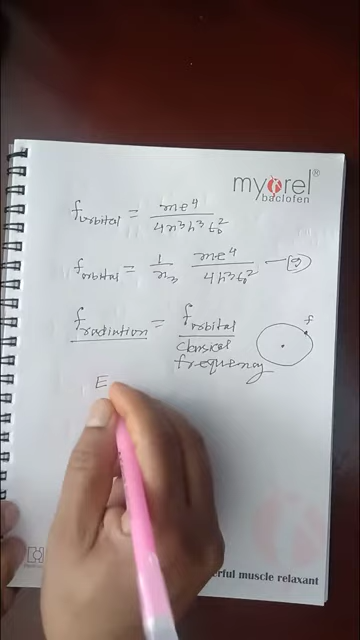 myorel®
baclofen
f_orbital = me⁴ / 4n³h³ε₀²
f_orbital = 1/n³ me⁴ / 4h³ε₀² —[9]
f_radiation = f_orbital
f
classical
frequency
E
erful muscle relaxant